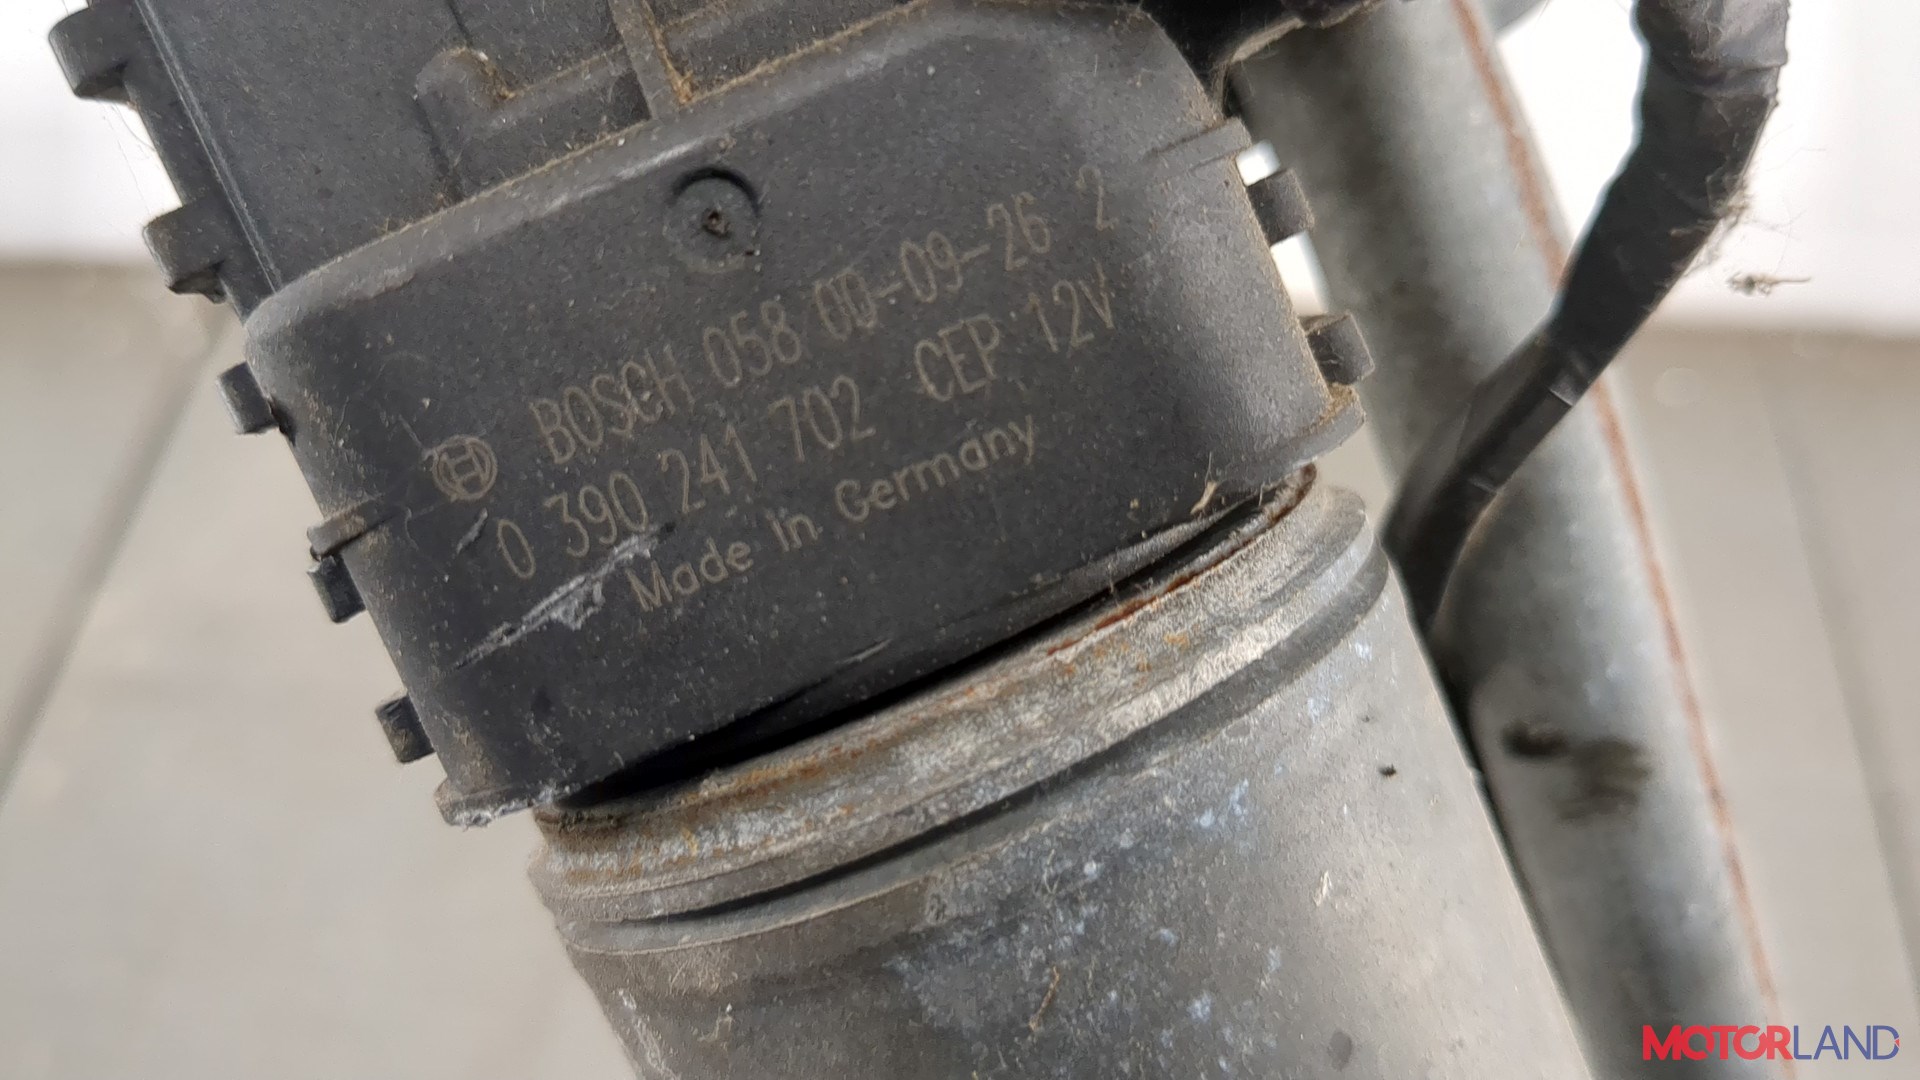 BOSCH 058 00-09-26 2
0 390 241 702 CEP 12V
Made in Germany
MOTORLAND